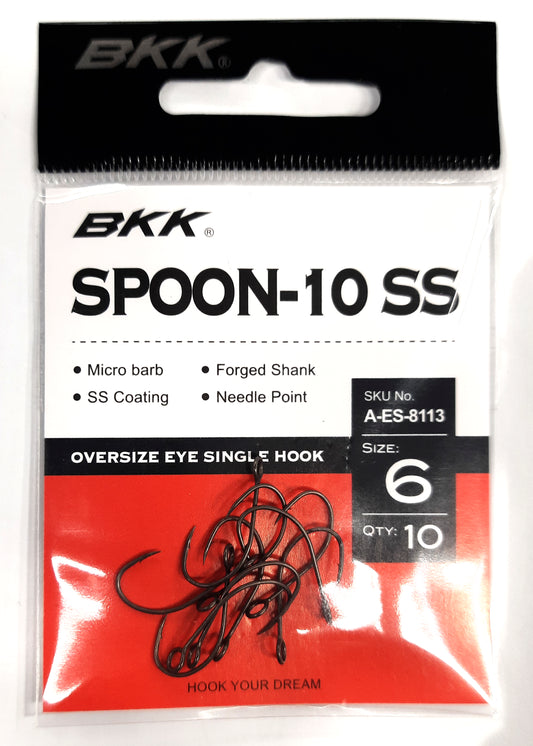 BKK®
BKK®
SPOON-10 SS
• Micro barb
• Forged Shank
• SS Coating
• Needle Point
SKU No.
A-ES-8113
SIZE:
6
QTY: 10
OVERSIZE EYE SINGLE HOOK
HOOK YOUR DREAM